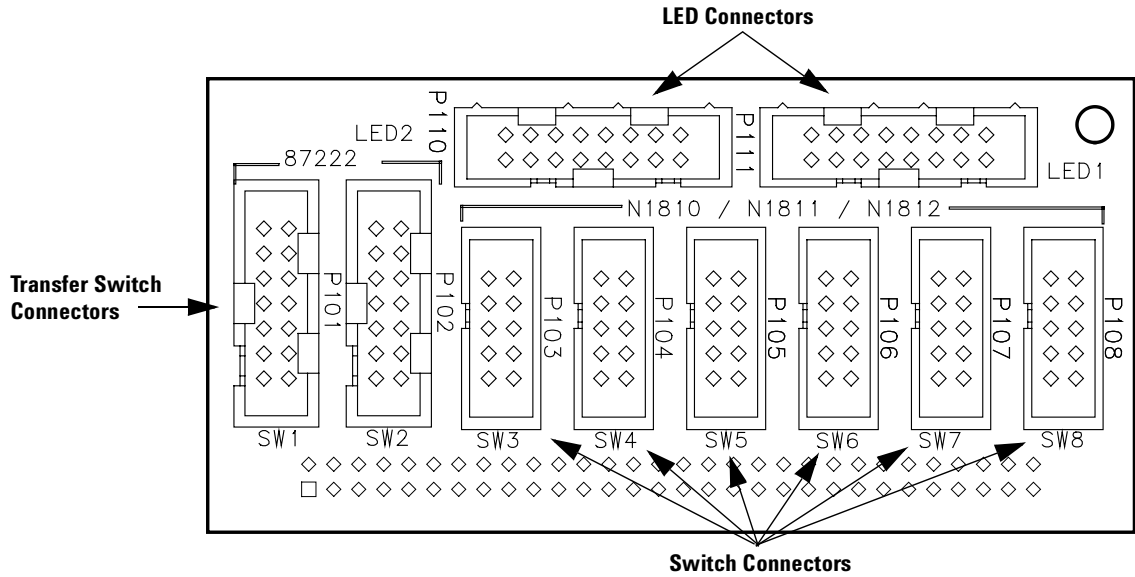 LED Connectors
P110
LED2
P111
LED1
87222
N1810 / N1811 / N1812
Transfer Switch
Connectors
P101
P102
P103
P104
P105
P106
P107
P108
SW1
SW2
SW3
SW4
SW5
SW6
SW7
SW8
Switch Connectors